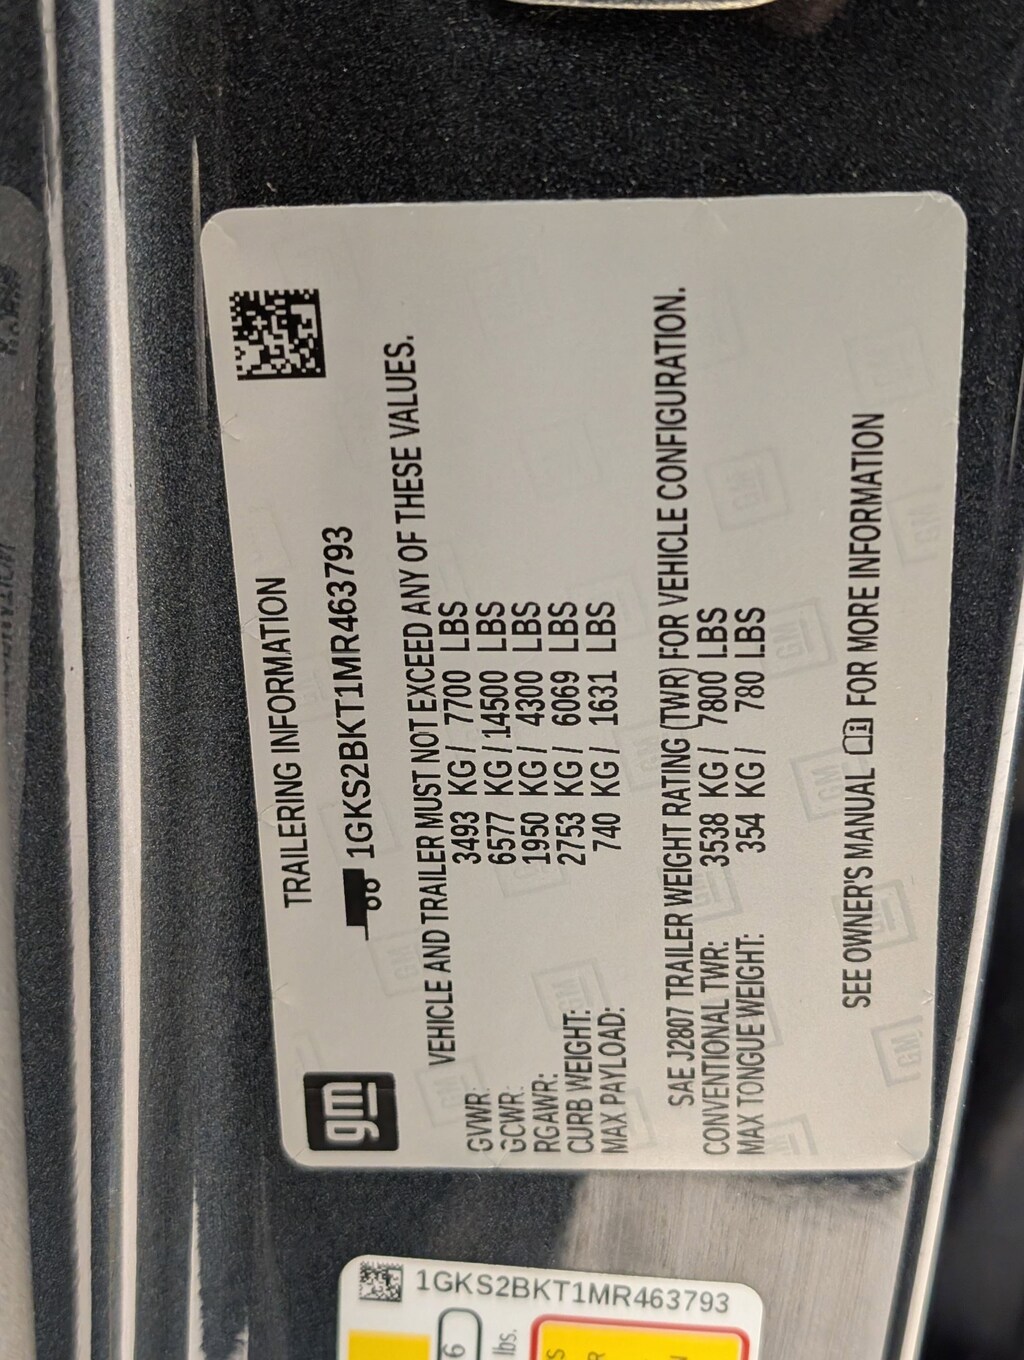 gm
TRAILERING INFORMATION
1GKS2BKT1MR463793
VEHICLE AND TRAILER MUST NOT EXCEED ANY OF THESE VALUES.
GVWR: 3493 KG / 7700 LBS
GCWR: 6577 KG / 14500 LBS
RGAWR: 1950 KG / 4300 LBS
CURB WEIGHT: 2753 KG / 6069 LBS
MAX PAYLOAD: 740 KG / 1631 LBS
SAE J2807 TRAILER WEIGHT RATING (TWR) FOR VEHICLE CONFIGURATION.
CONVENTIONAL TWR: 3538 KG / 7800 LBS
MAX TONGUE WEIGHT: 354 KG / 780 LBS
SEE OWNER'S MANUAL FOR MORE INFORMATION
1GKS2BKT1MR463793
6
lbs.